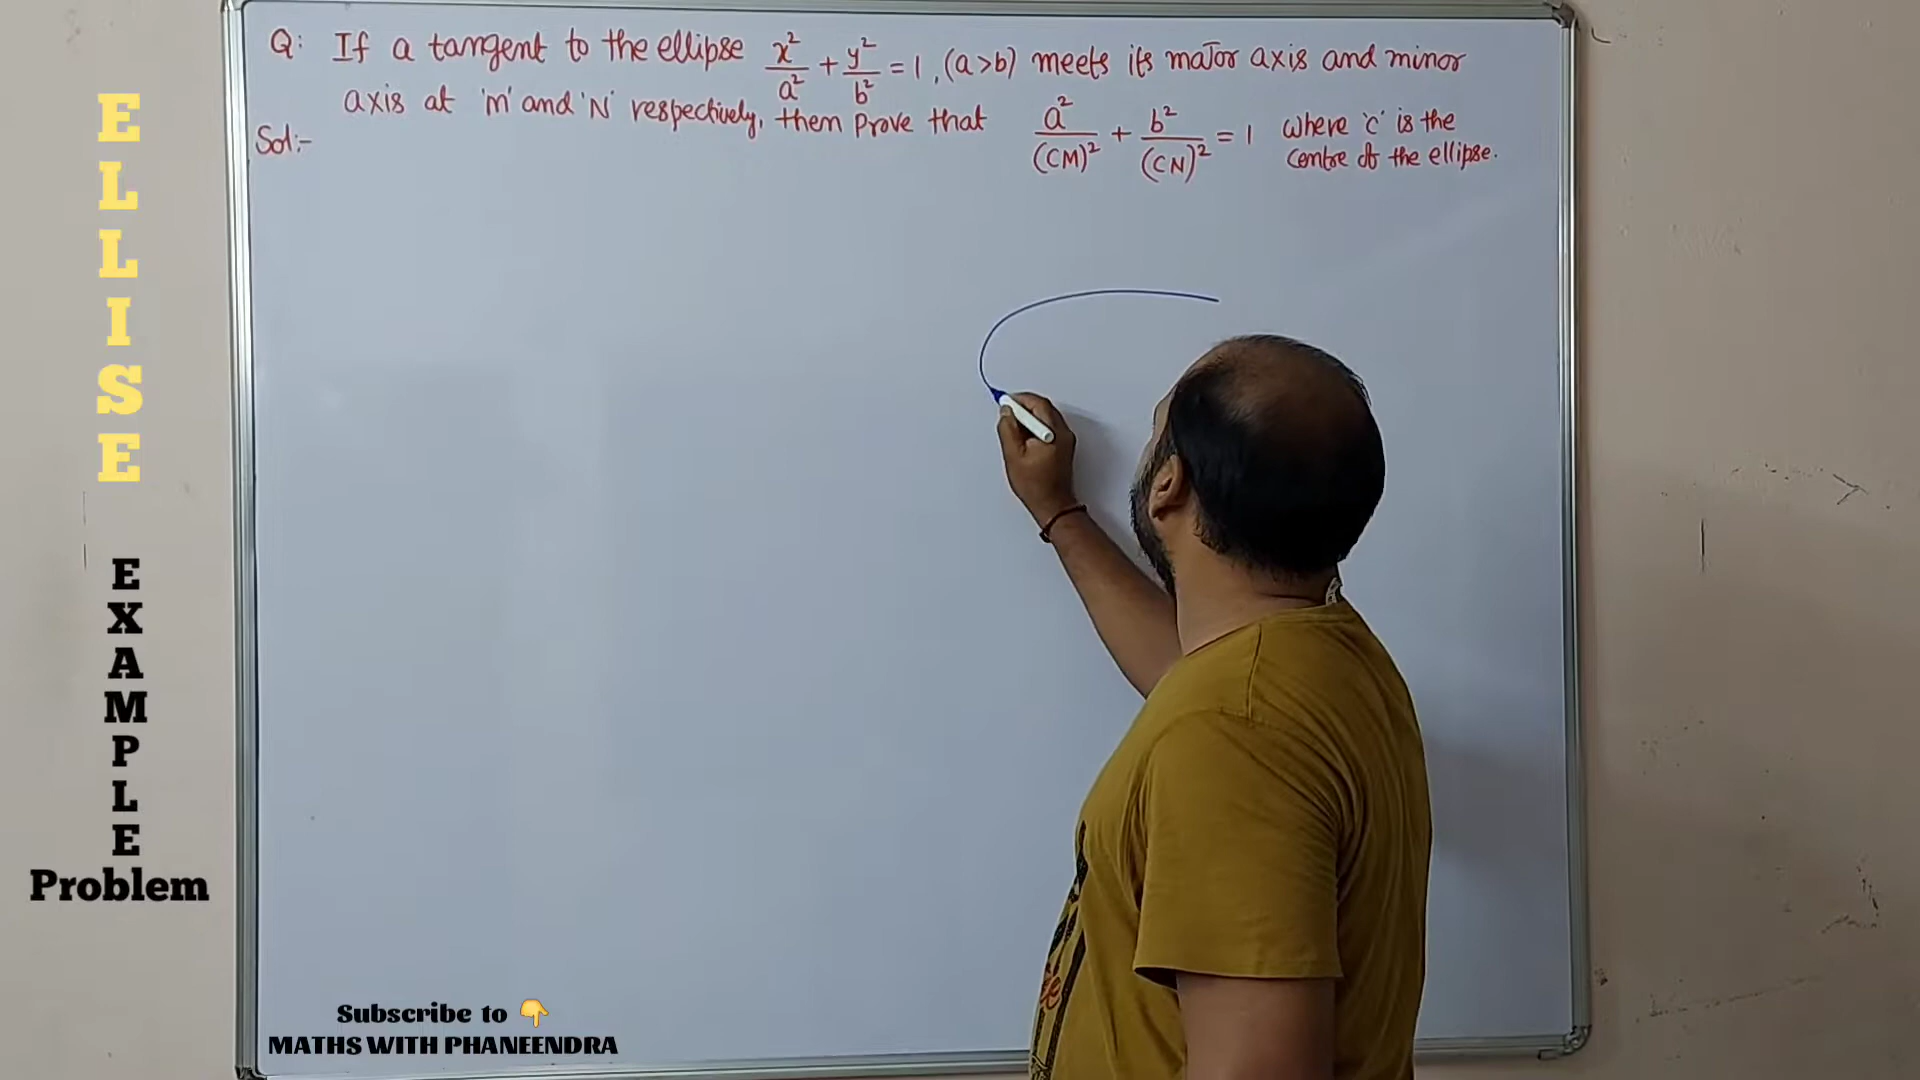 Q: If a tangent to the ellipse x²/a² + y²/b² = 1, (a>b) meets its major axis and minor
axis at 'M' and 'N' respectively, them Prove that a²/(CM)² + b²/(CN)² = 1 where 'C' is the
centre of the ellipse.
Sol:-
ELLISE
EXAMPLE
Problem
Subscribe to 👇
MATHS WITH PHANEENDRA